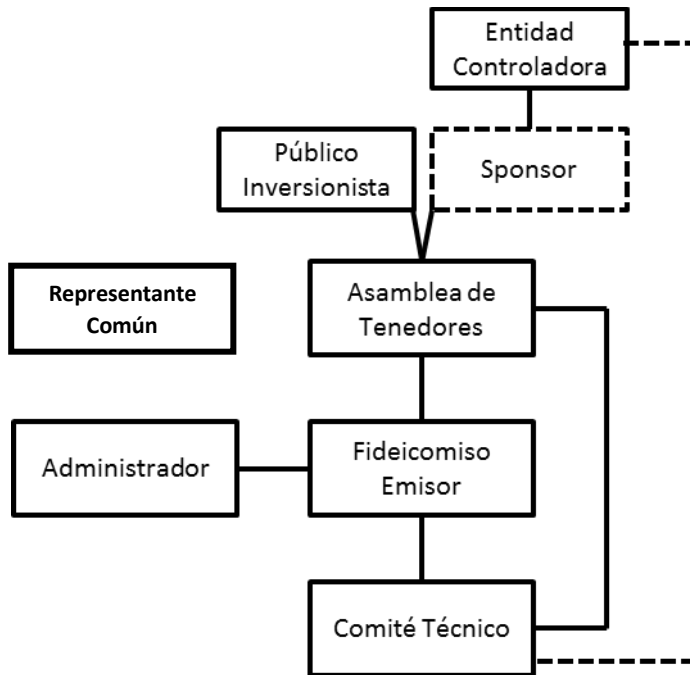 Entidad
Controladora
Público
Inversionista
Sponsor
Representante
Común
Asamblea de
Tenedores
Administrador
Fideicomiso
Emisor
Comité Técnico